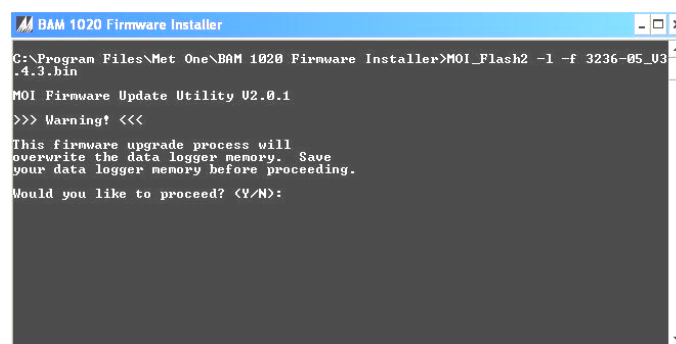 BAM 1020 Firmware Installer
C:\Program Files\Met One\BAM 1020 Firmware Installer>MOI_Flash2 -l -f 3236-05_V3
.4.3.bin
MOI Firmware Update Utility V2.0.1
>>> Warning! <<<
This firmware upgrade process will
overwrite the data logger memory.  Save
your data logger memory before proceeding.
Would you like to proceed? (Y/N):